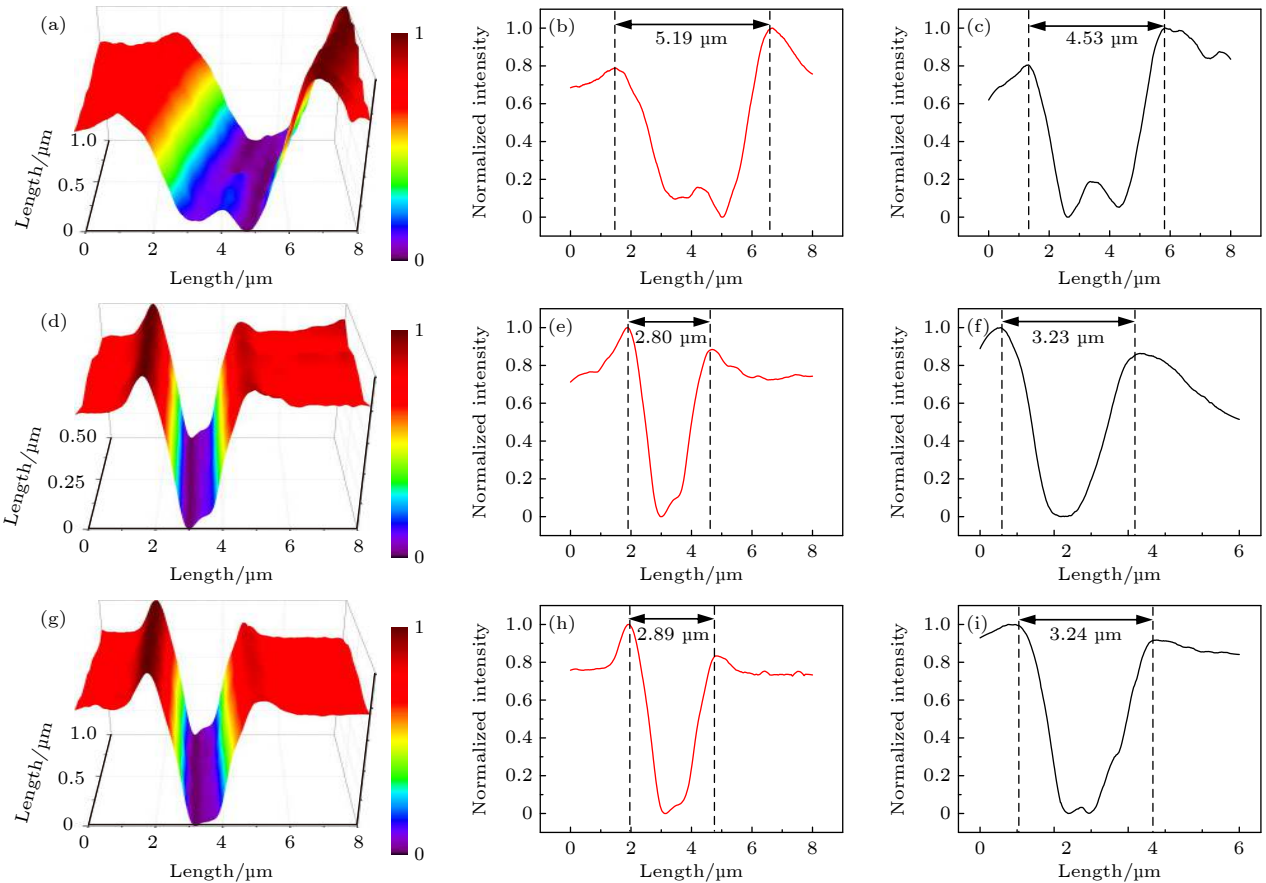 (a)
1
0
1.0
0.5
0
Length/µm
0 2 4 6 8
Length/µm
(b)
5.19 µm
1.0
0.8
0.6
0.4
0.2
0
Normalized intensity
0 2 4 6 8
Length/µm
(c)
4.53 µm
1.0
0.8
0.6
0.4
0.2
0
Normalized intensity
0 2 4 6 8
Length/µm
(d)
1
0
0.50
0.25
0
Length/µm
0 2 4 6 8
Length/µm
(e)
2.80 µm
1.0
0.8
0.6
0.4
0.2
0
Normalized intensity
0 2 4 6 8
Length/µm
(f)
3.23 µm
1.0
0.8
0.6
0.4
0.2
0
Normalized intensity
0 2 4 6
Length/µm
(g)
1
0
1.0
0.5
0
Length/µm
0 2 4 6 8
Length/µm
(h)
2.89 µm
1.0
0.8
0.6
0.4
0.2
0
Normalized intensity
0 2 4 6 8
Length/µm
(i)
3.24 µm
1.0
0.8
0.6
0.4
0.2
0
Normalized intensity
0 2 4 6
Length/µm